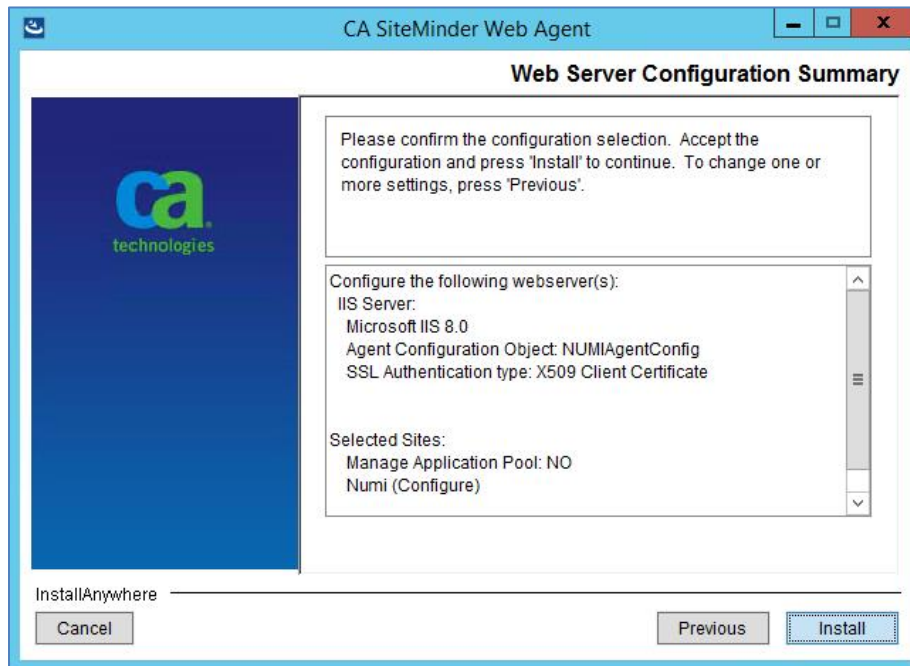 CA SiteMinder Web Agent
Web Server Configuration Summary
ca
technologies
Please confirm the configuration selection. Accept the
configuration and press 'Install' to continue. To change one or
more settings, press 'Previous'.
Configure the following webserver(s):
IIS Server:
Microsoft IIS 8.0
Agent Configuration Object: NUMIAgentConfig
SSL Authentication type: X509 Client Certificate
Selected Sites:
Manage Application Pool: NO
Numi (Configure)
InstallAnywhere
Cancel
Previous
Install